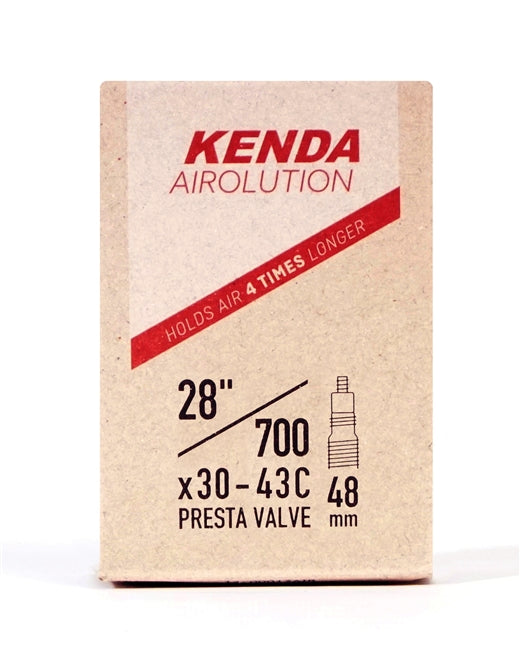 KENDA
AIROLUTION
HOLDS AIR 4 TIMES LONGER
28"
700
x30-43C
PRESTA VALVE
48
mm